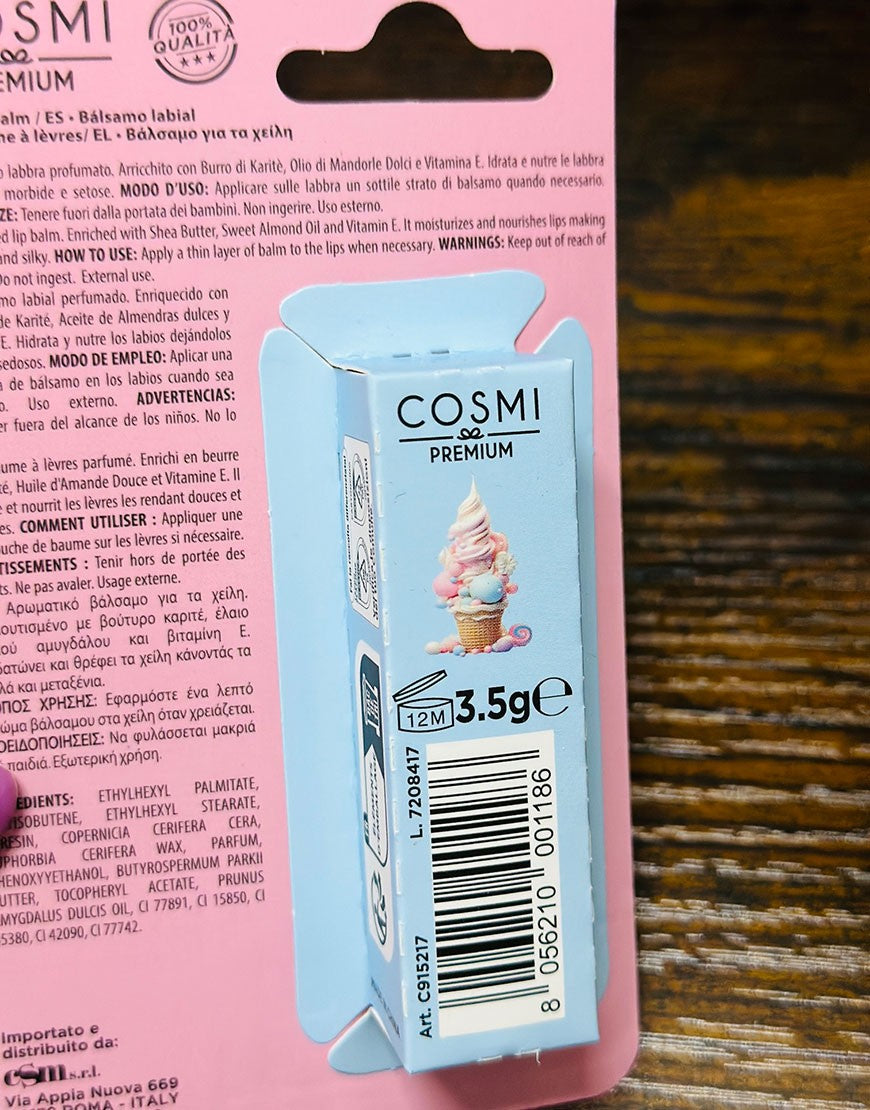 OSMI
EMIUM
100%
QUALITÀ
alm / ES • Bálsamo labial
me à lèvres/ EL • Βάλσαμο για τα χείλη
labbra profumato. Arricchito con Burro di Karitè, Olio di Mandorle Dolci e Vitamina E. Idrata e nutre le labbra
morbide e setose. MODO D'USO: Applicare sulle labbra un sottile strato di balsamo quando necessario.
ZE: Tenere fuori dalla portata dei bambini. Non ingerire. Uso esterno.
ed lip balm. Enriched with Shea Butter, Sweet Almond Oil and Vitamin E. It moisturizes and nourishes lips making
and silky. HOW TO USE: Apply a thin layer of balm to the lips when necessary. WARNINGS: Keep out of reach of
Do not ingest. External use.
mo labial perfumado. Enriquecido con
de Karité, Aceite de Almendras dulces y
E. Hidrata y nutre los labios dejándolos
sedosos. MODO DE EMPLEO: Aplicar una
a de bálsamo en los labios cuando sea
o. Uso externo. ADVERTENCIAS:
er fuera del alcance de los niños. No lo
ume à lèvres parfumé. Enrichi en beurre
té, Huile d'Amande Douce et Vitamine E. Il
e et nourrit les lèvres les rendant douces et
es. COMMENT UTILISER : Appliquer une
uche de baume sur les lèvres si nécessaire.
TISSEMENTS : Tenir hors de portée des
ts. Ne pas avaler. Usage externe.
Αρωματικό βάλσαμο για τα χείλη.
ουτισμένο με βούτυρο καριτέ, έλαιο
ού αμυγδάλου και βιταμίνη Ε.
δατώνει και θρέφει τα χείλη κάνοντάς τα
λά και μεταξένια.
ΠΟΣ ΧΡΗΣΗΣ: Εφαρμόστε ένα λεπτό
ώμα βάλσαμου στα χείλη όταν χρειάζεται.
ΟΕΙΔΟΠΟΙΗΣΕΙΣ: Να φυλάσσεται μακριά
παιδιά. Εξωτερική χρήση.
EDIENTS: ETHYLHEXYL PALMITATE,
ISOBUTENE, ETHYLHEXYL STEARATE,
RESIN, COPERNICIA CERIFERA CERA,
PHORBIA CERIFERA WAX, PARFUM,
HENOXYETHANOL, BUTYROSPERMUM PARKII
UTTER, TOCOPHERYL ACETATE, PRUNUS
MYGDALUS DULCIS OIL, CI 77891, CI 15850, CI
5380, CI 42090, CI 77742.
Importato e
distribuito da:
csm s.r.l.
Via Appia Nuova 669
ROMA - ITALY
COSMI
PREMIUM
12M 3.5g℮
L. 7208417
Art. C915217
8 056210 001186